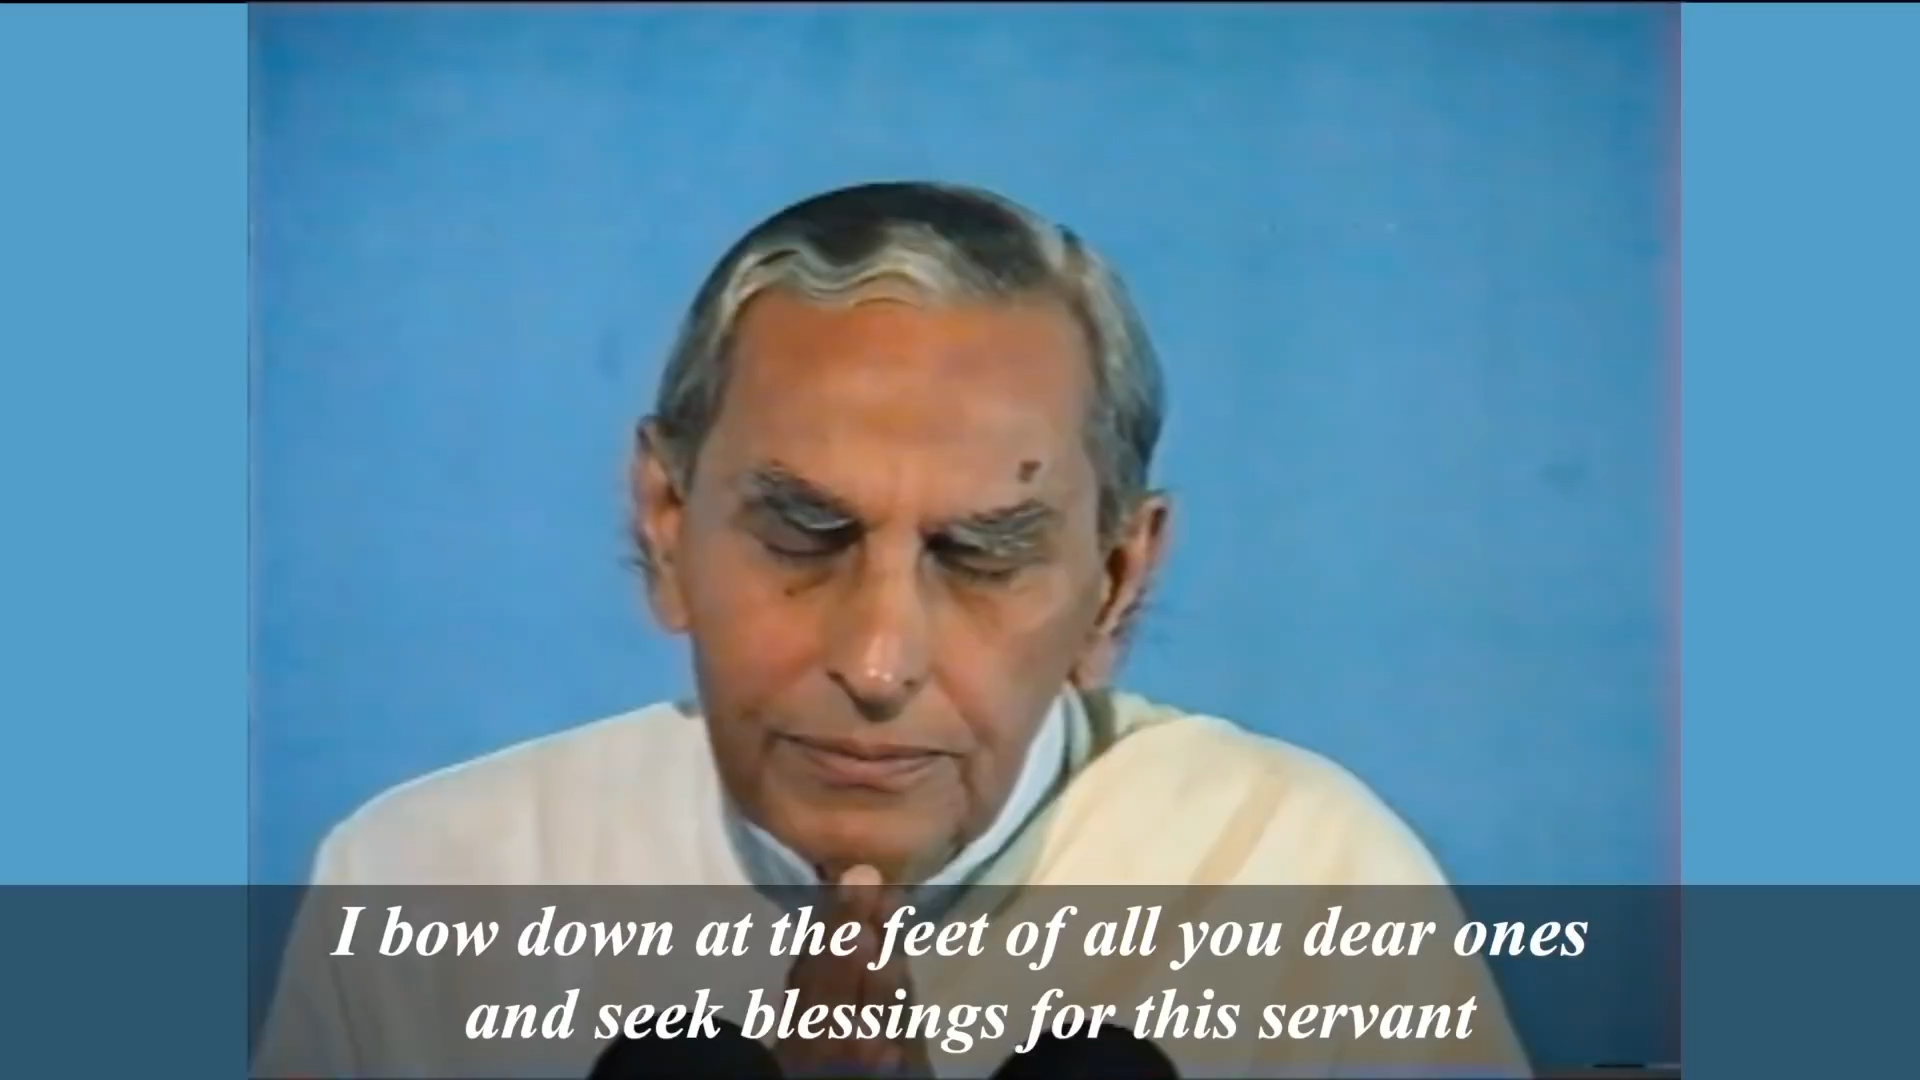 I bow down at the feet of all you dear ones
and seek blessings for this servant